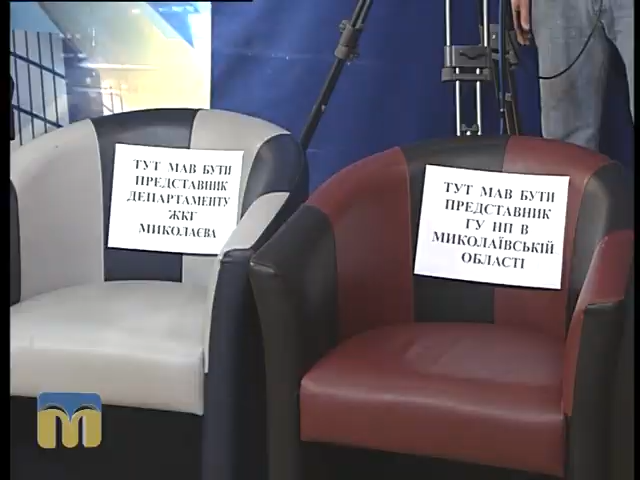 ТУТ МАВ БУТИ
ПРЕДСТАВНИК
ДЕПАРТАМЕНТУ
ЖКГ
МИКОЛАЄВА
ТУТ МАВ БУТИ
ПРЕДСТАВНИК
ГУ НП В
МИКОЛАЇВСЬКІЙ
ОБЛАСТІ
М